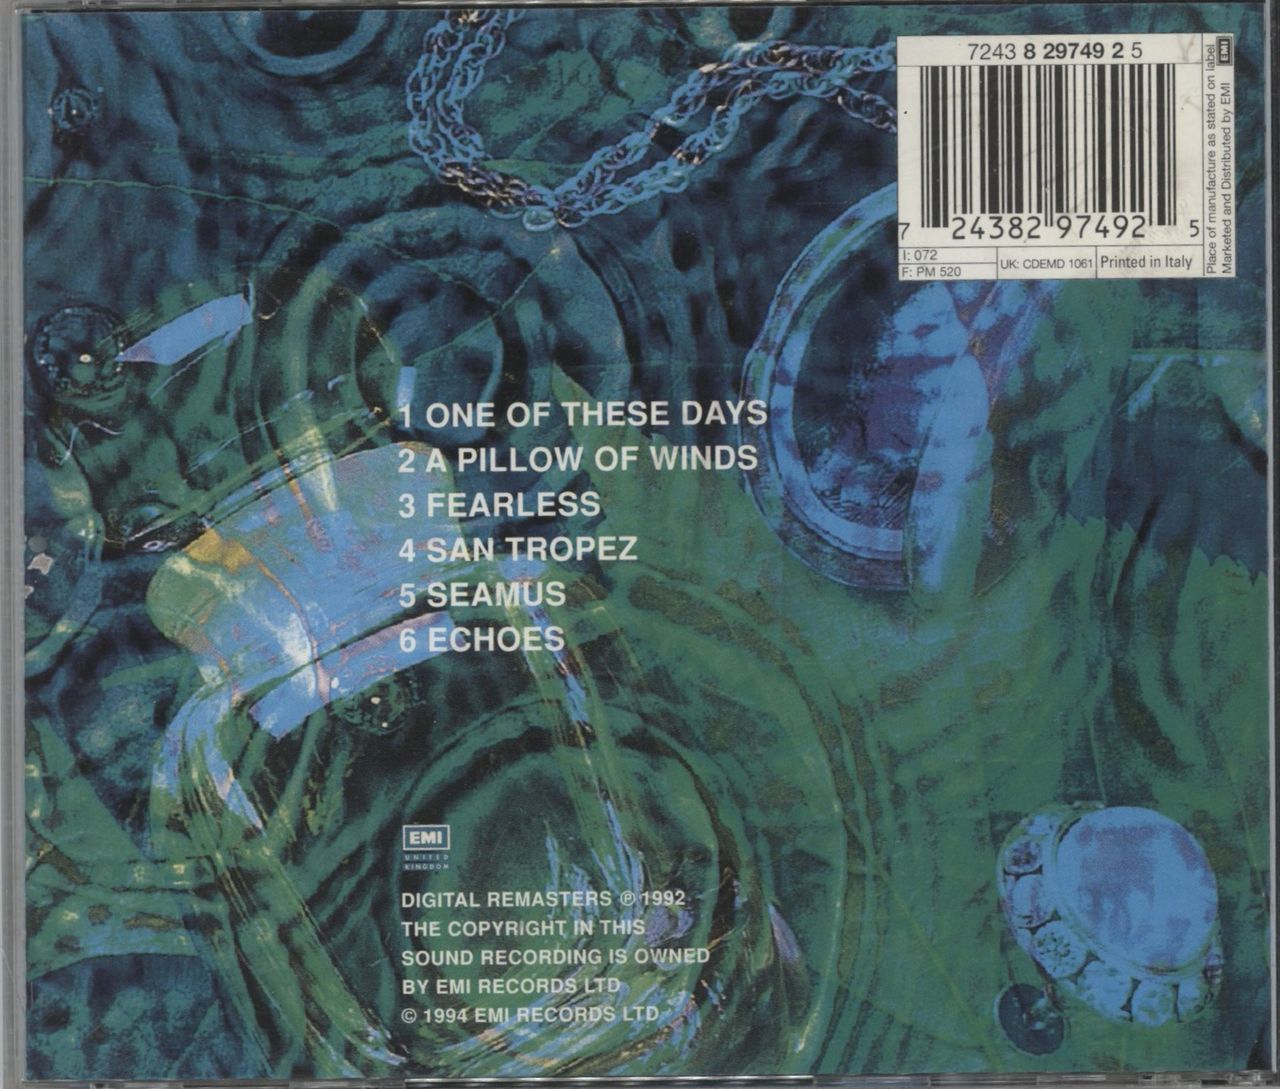 7243 8 29749 2 5
7 24382 97492 5
I: 072
F: PM 520
UK: CDEMD 1061
Printed in Italy
Place of manufacture as stated on label
Marketed and Distributed by EMI
EMI
1 ONE OF THESE DAYS
2 A PILLOW OF WINDS
3 FEARLESS
4 SAN TROPEZ
5 SEAMUS
6 ECHOES
EMI
UNITED
KINGDOM
DIGITAL REMASTERS ℗ 1992
THE COPYRIGHT IN THIS
SOUND RECORDING IS OWNED
BY EMI RECORDS LTD
© 1994 EMI RECORDS LTD